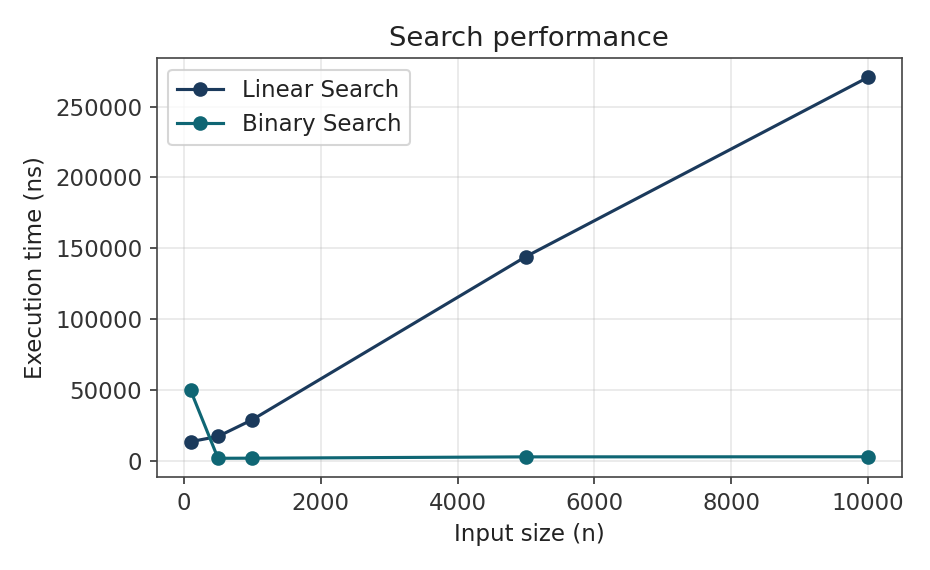 Search performance
Linear Search
Binary Search
Execution time (ns)
250000
200000
150000
100000
50000
0
0 2000 4000 6000 8000 10000
Input size (n)